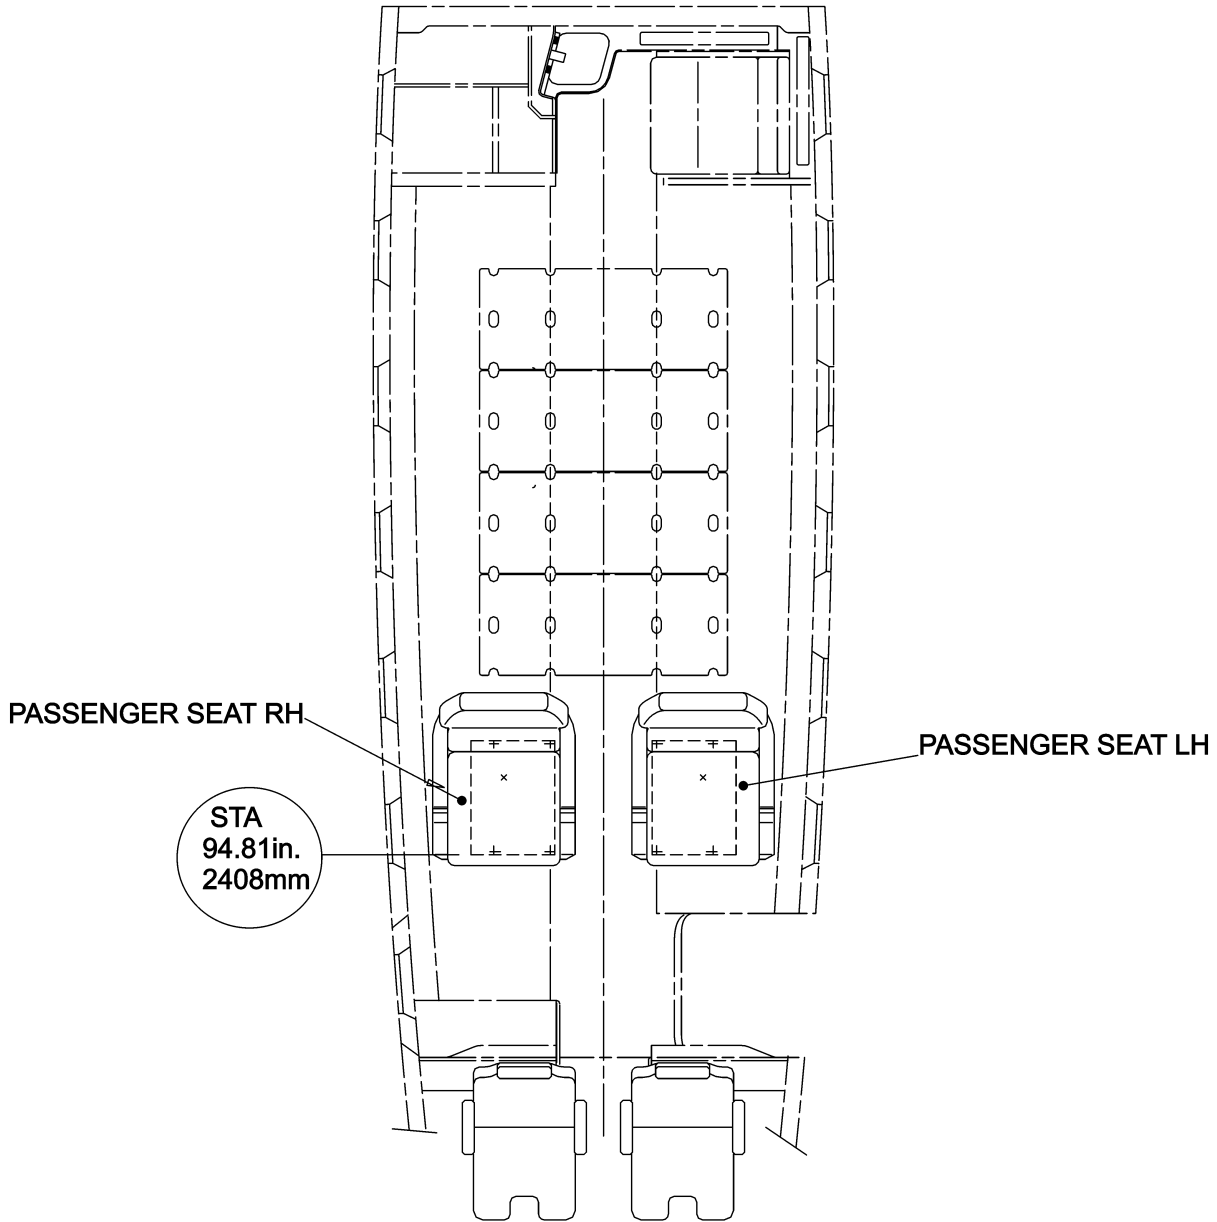 PASSENGER SEAT RH
PASSENGER SEAT LH
STA
94.81in.
2408mm